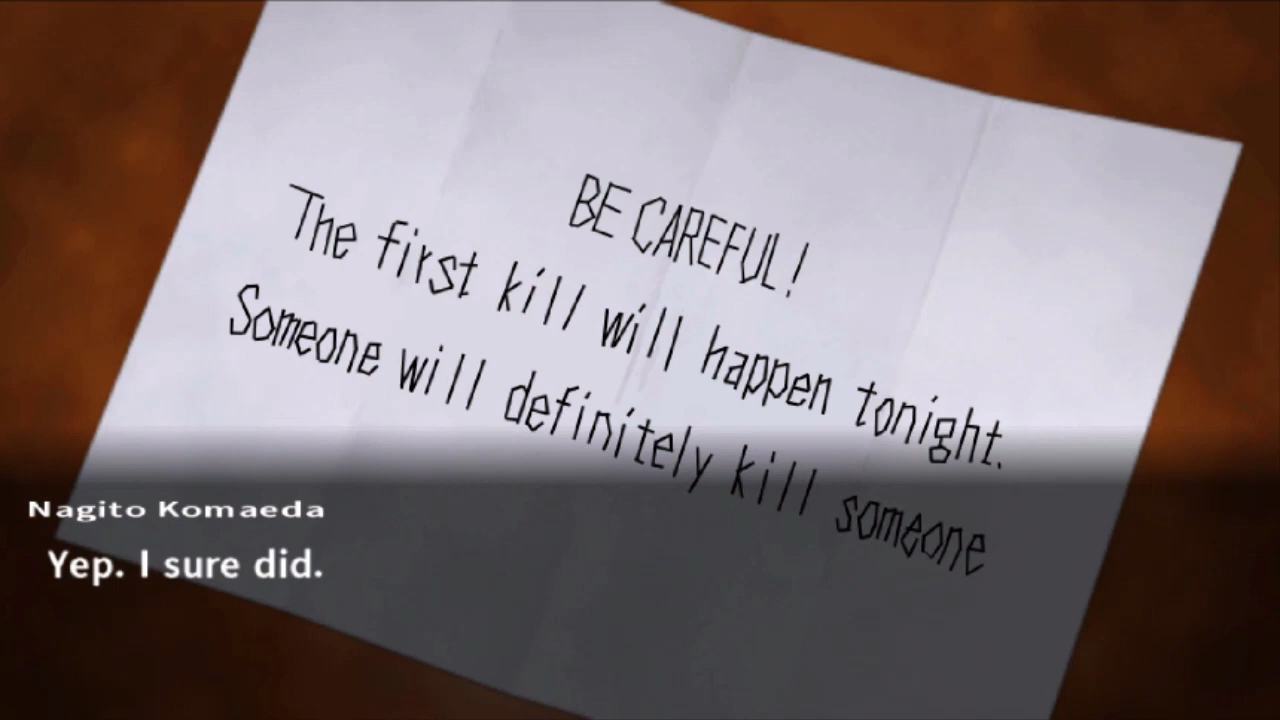 BE CAREFUL!
The first kill will happen tonight.
Someone will definitely kill someone
Nagito Komaeda
Yep. I sure did.